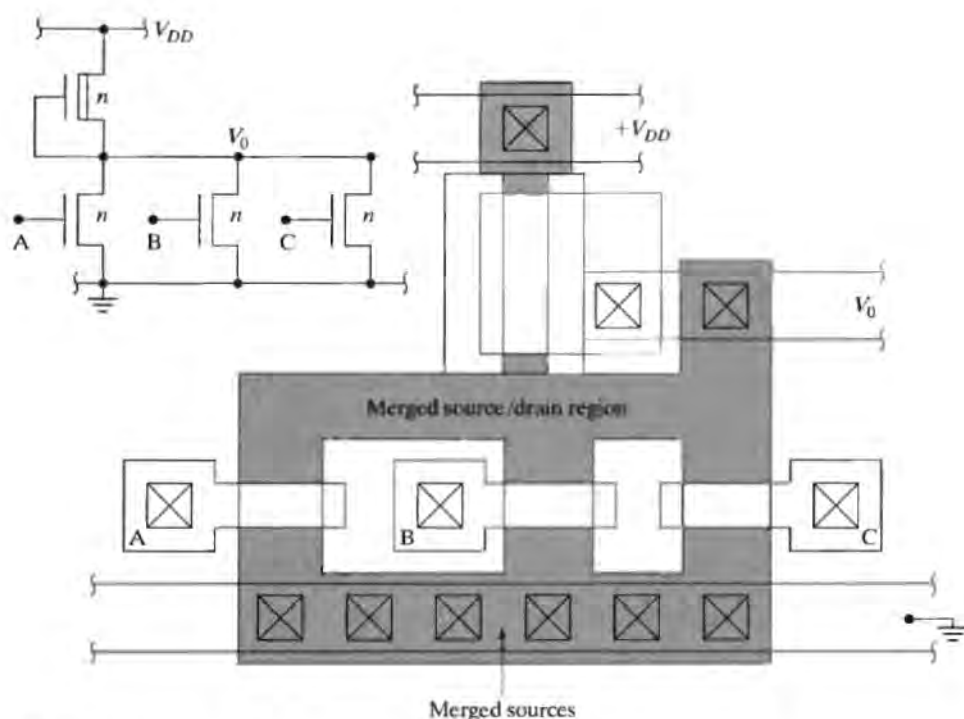 V_DD
n
V_0
A
n
B
n
C
n
+V_DD
V_0
Merged source/drain region
A
B
C
Merged sources